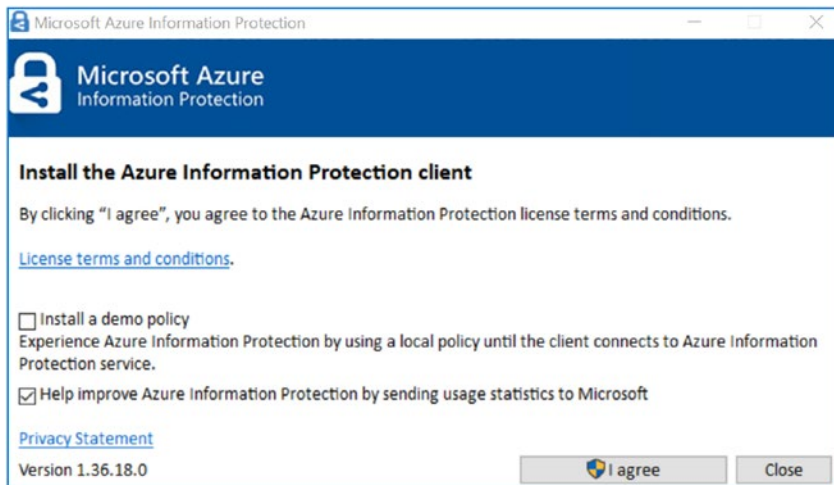 Microsoft Azure Information Protection
Microsoft Azure
Information Protection
Install the Azure Information Protection client
By clicking “I agree”, you agree to the Azure Information Protection license terms and conditions.
License terms and conditions.
Install a demo policy
Experience Azure Information Protection by using a local policy until the client connects to Azure Information
Protection service.
Help improve Azure Information Protection by sending usage statistics to Microsoft
Privacy Statement
Version 1.36.18.0
I agree
Close